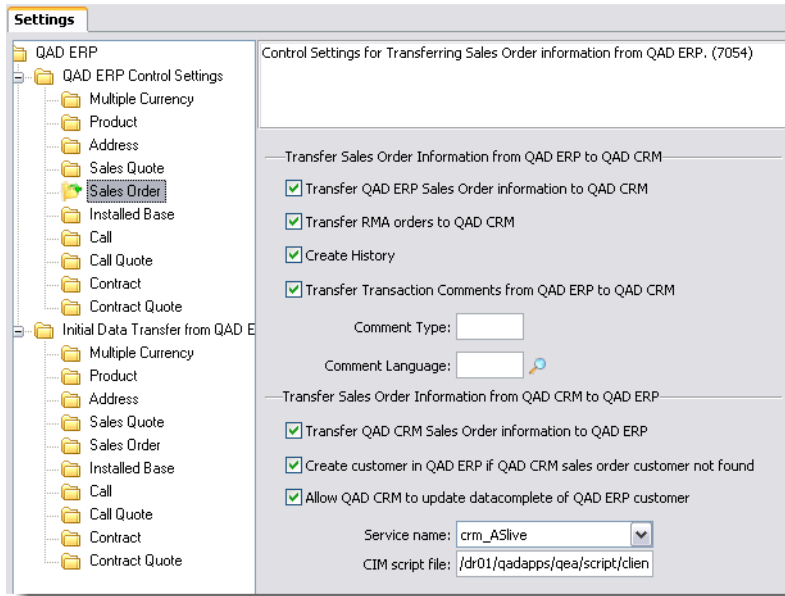 Settings
QAD ERP
QAD ERP Control Settings
Multiple Currency
Product
Address
Sales Quote
Sales Order
Installed Base
Call
Call Quote
Contract
Contract Quote
Initial Data Transfer from QAD E
Multiple Currency
Product
Address
Sales Quote
Sales Order
Installed Base
Call
Call Quote
Contract
Contract Quote
Control Settings for Transferring Sales Order information from QAD ERP. (7054)
Transfer Sales Order Information from QAD ERP to QAD CRM
Transfer QAD ERP Sales Order information to QAD CRM
Transfer RMA orders to QAD CRM
Create History
Transfer Transaction Comments from QAD ERP to QAD CRM
Comment Type:
Comment Language:
Transfer Sales Order Information from QAD CRM to QAD ERP
Transfer QAD CRM Sales Order information to QAD ERP
Create customer in QAD ERP if QAD CRM sales order customer not found
Allow QAD CRM to update datacomplete of QAD ERP customer
Service name: crm_ASlive
CIM script file: /dr01/qadapps/qea/script/clien